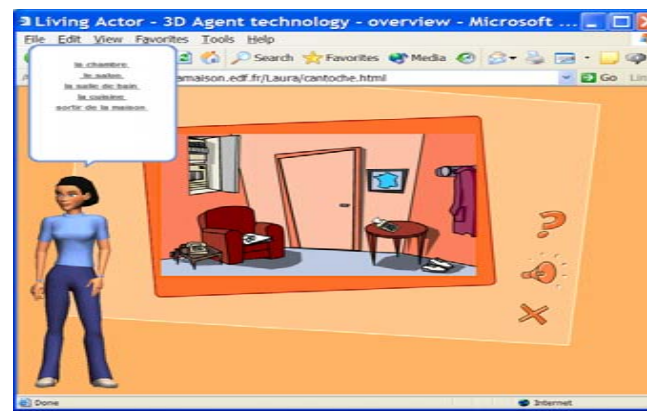 Living Actor - 3D Agent technology - overview - Microsoft ...
File Edit View Favorites Tools Help
Search Favorites Media
amaison.edf.fr/Laura/cantoche.html
Go
la chambre.
le salon.
la salle de bain.
la cuisine.
sortir de la maison.
?
Done
Internet